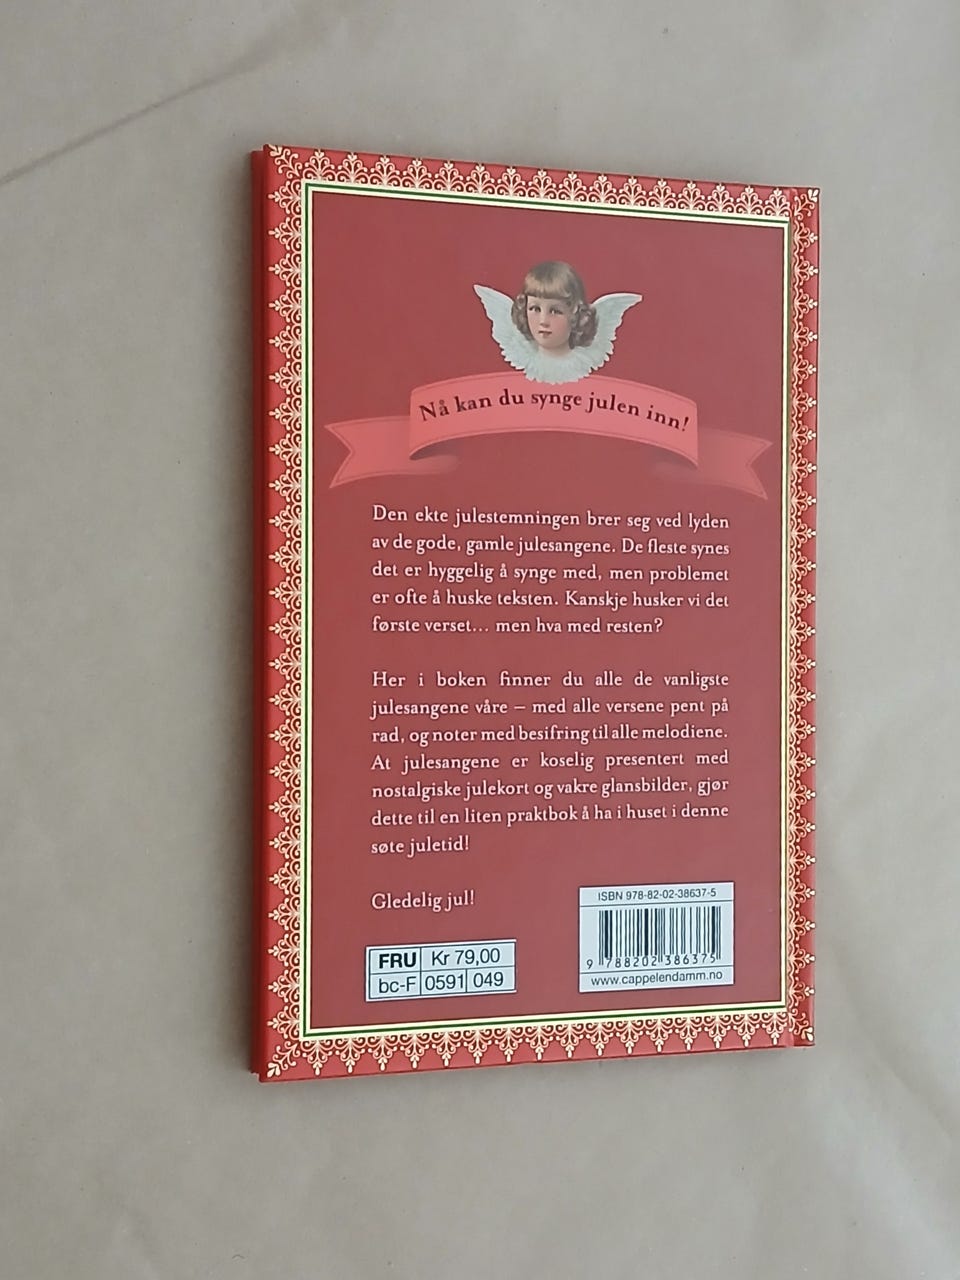 Nå kan du synge julen inn!
Den ekte julestemningen brer seg ved lyden
av de gode, gamle julesangene. De fleste synes
det er hyggelig å synge med, men problemet
er ofte å huske teksten. Kanskje husker vi det
første verset... men hva med resten?
Her i boken finner du alle de vanligste
julesangene våre – med alle versene pent på
rad, og noter med besifring til alle melodiene.
At julesangene er koselig presentert med
nostalgiske julekort og vakre glansbilder, gjør
dette til en liten praktbok å ha i huset i denne
søte juletid!
Gledelig jul!
FRU Kr 79,00
bc-F 0591 049
ISBN 978-82-02-38637-5
9 788202 386375
www.cappelendamm.no